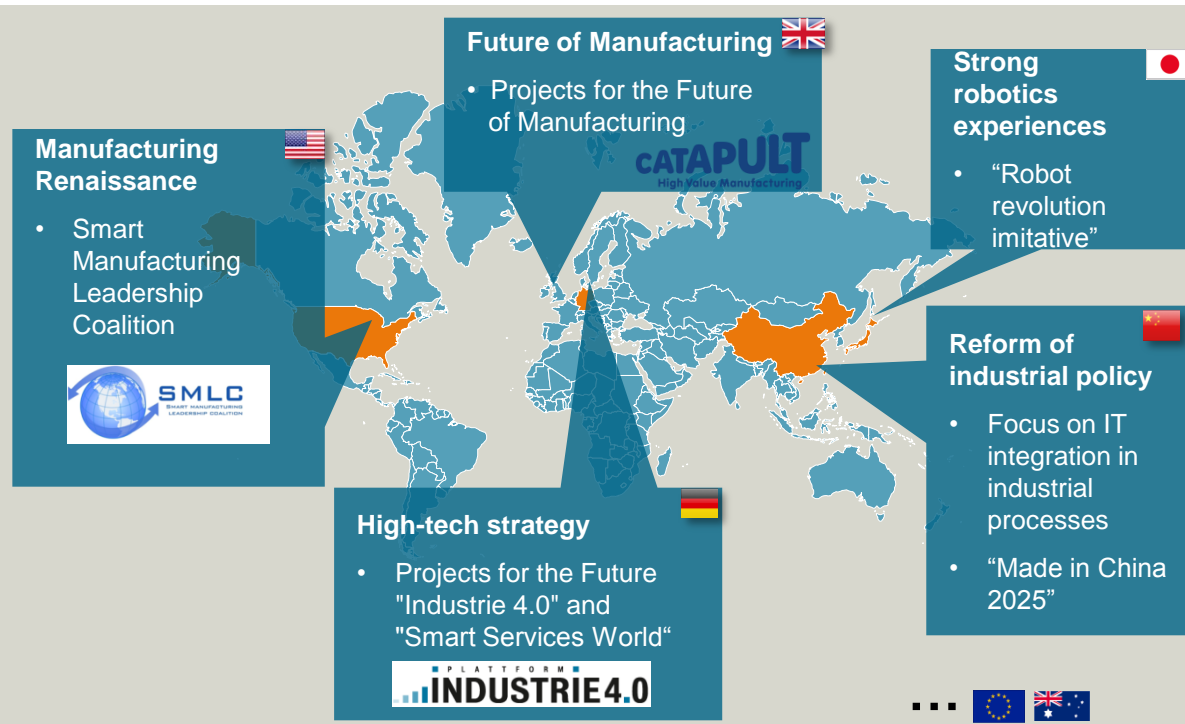 Future of Manufacturing
• Projects for the Future
of Manufacturing
CATAPULT
High Value Manufacturing
Strong
robotics
experiences
• “Robot
revolution
imitative”
Manufacturing
Renaissance
• Smart
Manufacturing
Leadership
Coalition
SMLC
SMART MANUFACTURING
LEADERSHIP COALITION
Reform of
industrial policy
• Focus on IT
integration in
industrial
processes
• “Made in China
2025”
High-tech strategy
• Projects for the Future
"Industrie 4.0" and
"Smart Services World“
PLATTFORM
INDUSTRIE4.0
...